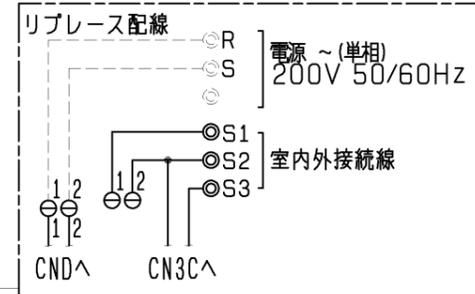 リプレース配線
R
S
電源 ~(単相)
200V 50/60Hz
S1
S2
S3
室内外接続線
1 2
1 2
1 2
CNDへ
CN3Cへ